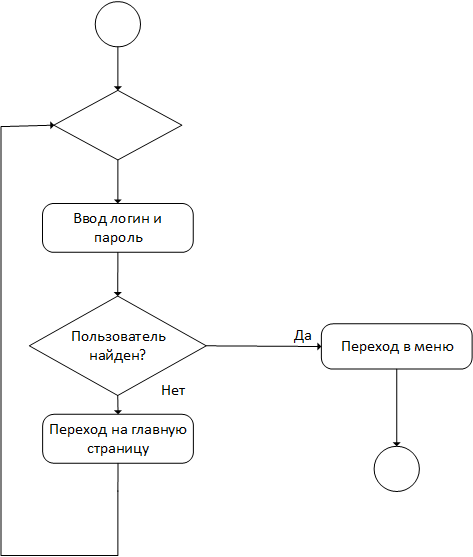 Ввод логин и
пароль
Пользователь
найден?
Да
Переход в меню
Нет
Переход на главную
страницу